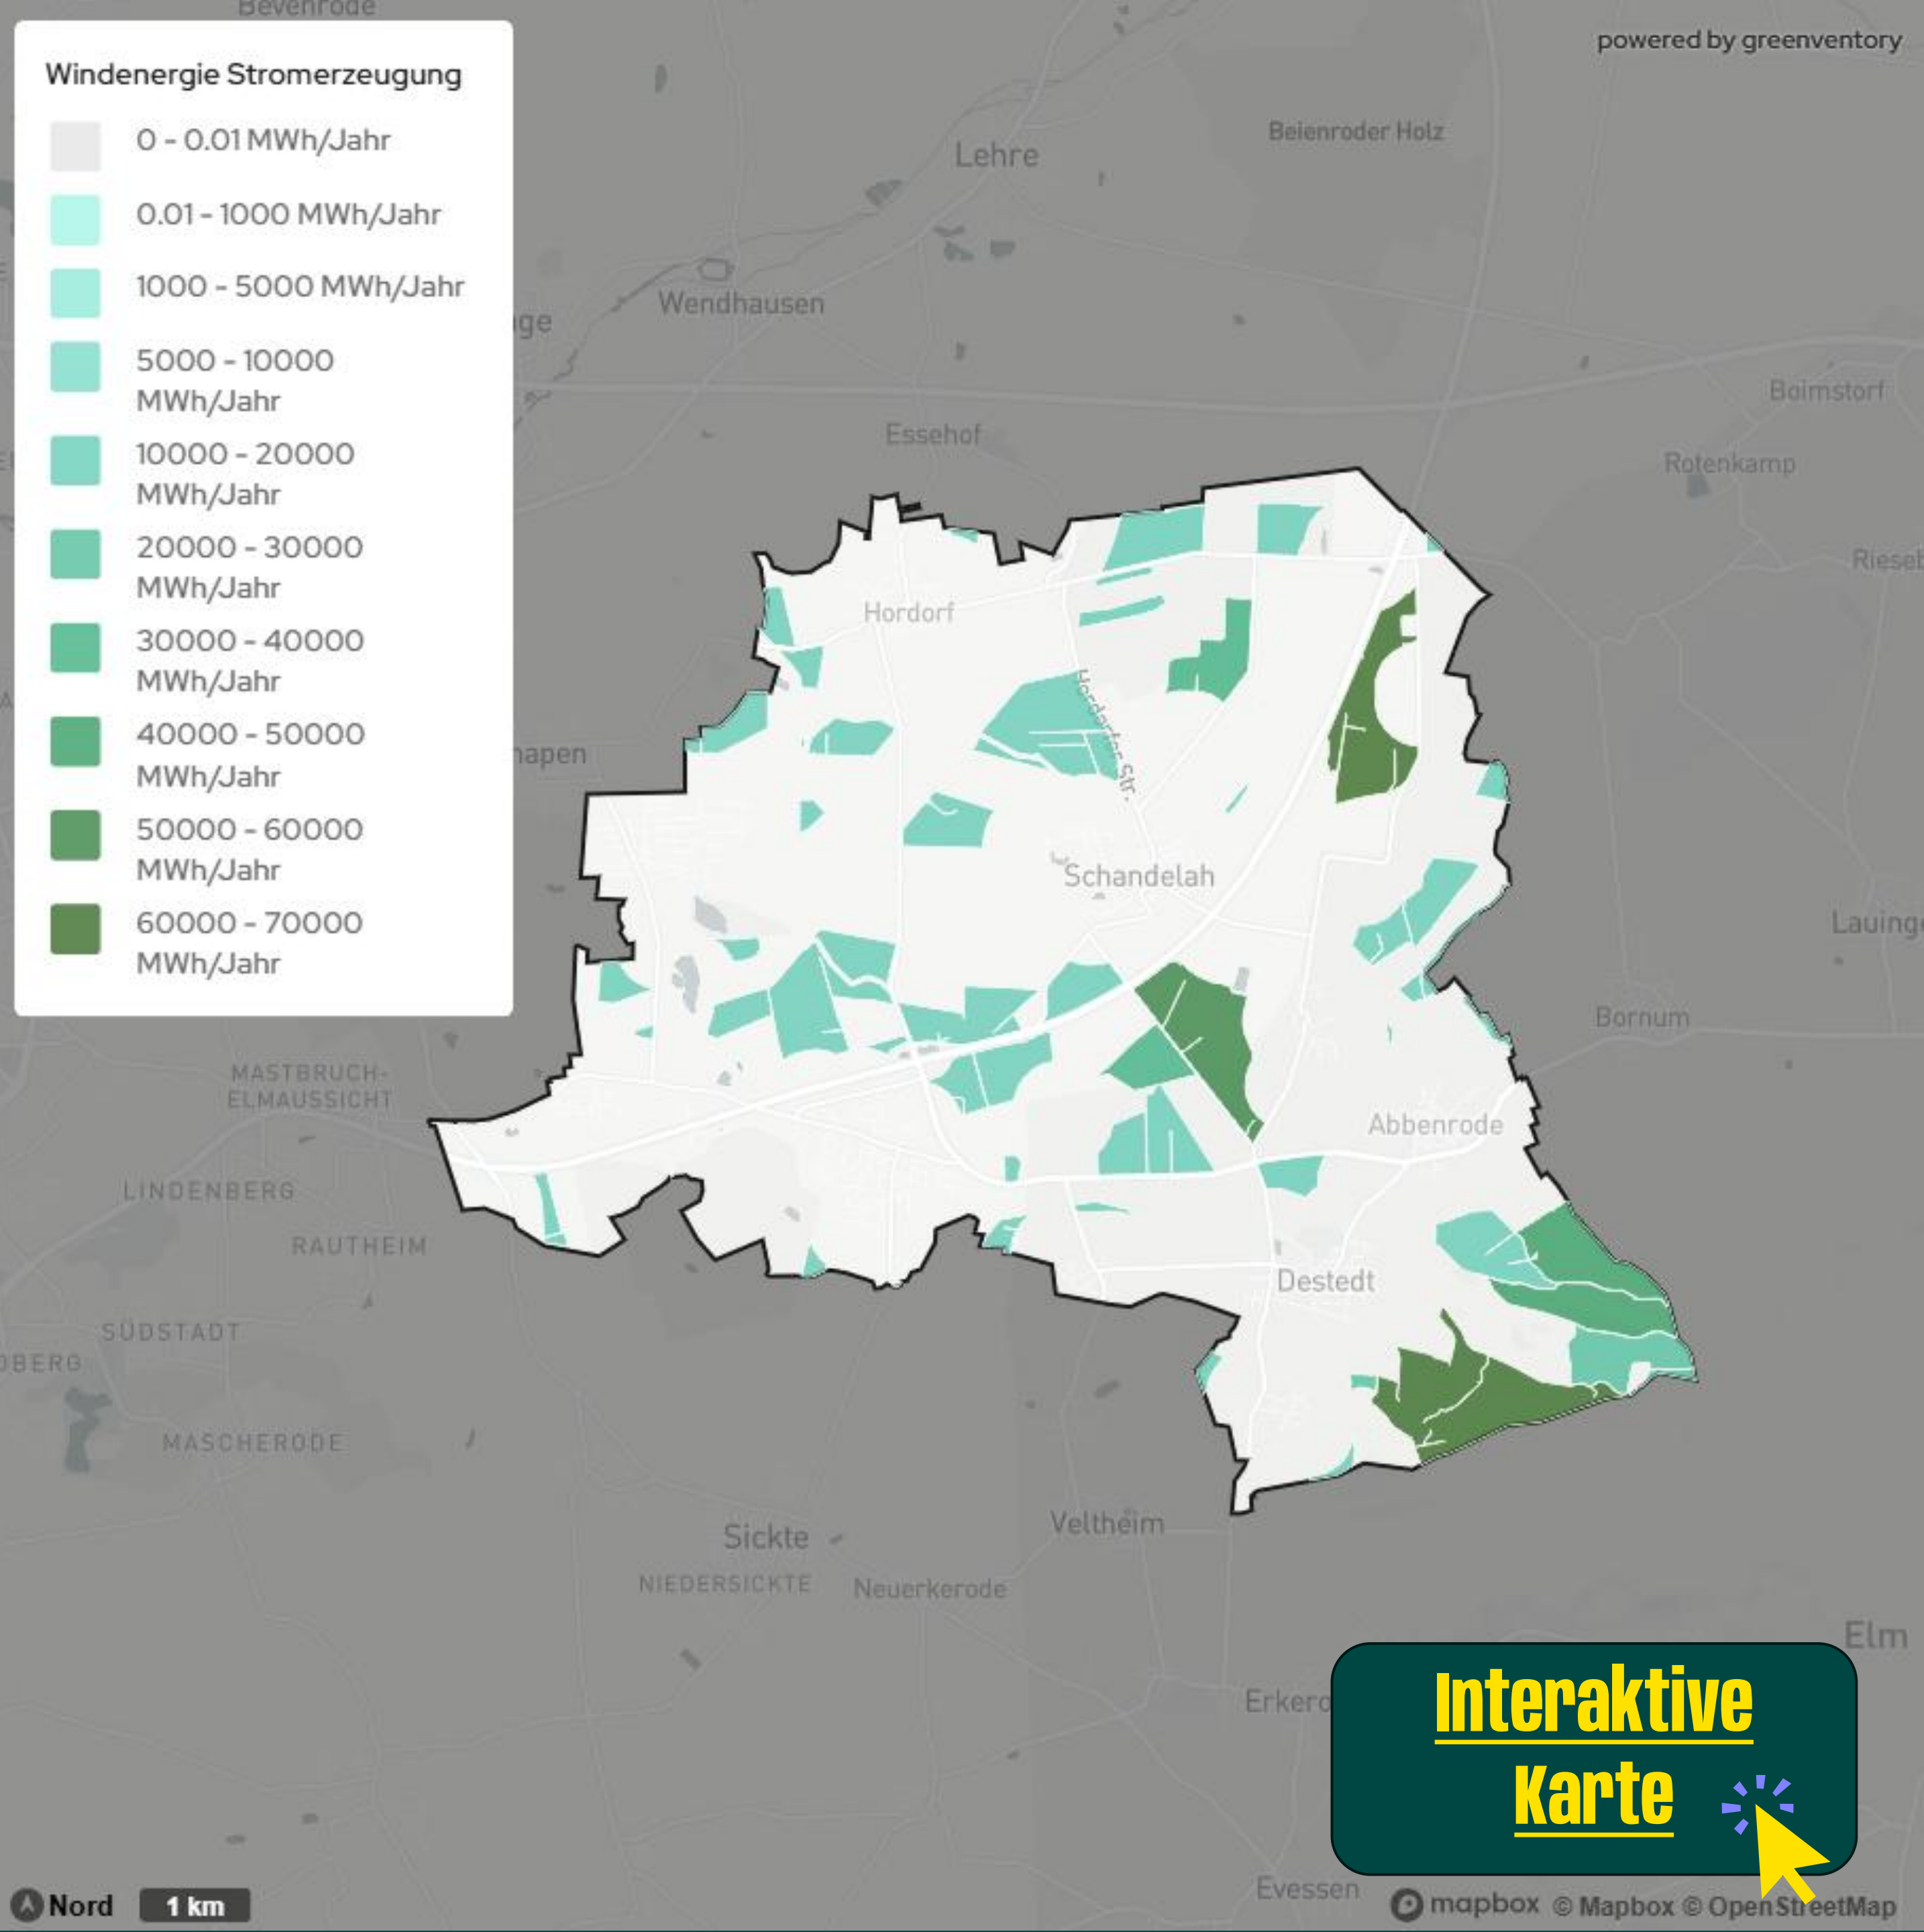 Bevenrode
powered by greenventory
Windenergie Stromerzeugung
0 - 0.01 MWh/Jahr
0.01 - 1000 MWh/Jahr
1000 - 5000 MWh/Jahr
5000 - 10000
MWh/Jahr
10000 - 20000
MWh/Jahr
20000 - 30000
MWh/Jahr
30000 - 40000
MWh/Jahr
40000 - 50000
MWh/Jahr
50000 - 60000
MWh/Jahr
60000 - 70000
MWh/Jahr
Beienroder Holz
Lehre
Wendhausen
Boimstorf
Essehof
Rotenkamp
Hordorf
Hordorfer Str.
Schandelah
Bornum
MASTBRUCH-
ELMAUSSICHT
Abbenrode
LINDENBERG
RAUTHEIM
Destedt
SÜDSTADT
MASCHERODE
Veltheim
Sickte
NIEDERSICKTE
Neuerkerode
Elm
Interaktive
Karte
Evessen
Nord
1 km
mapbox © Mapbox © OpenStreetMap